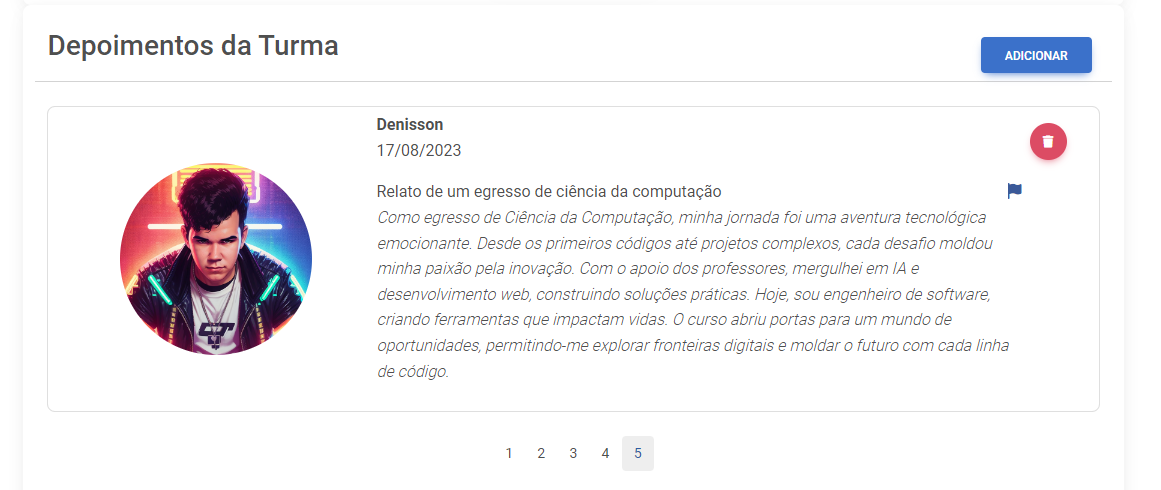 Depoimentos da Turma
ADICIONAR
Denisson
17/08/2023
Relato de um egresso de ciência da computação
Como egresso de Ciência da Computação, minha jornada foi uma aventura tecnológica
emocionante. Desde os primeiros códigos até projetos complexos, cada desafio moldou
minha paixão pela inovação. Com o apoio dos professores, mergulhei em IA e
desenvolvimento web, construindo soluções práticas. Hoje, sou engenheiro de software,
criando ferramentas que impactam vidas. O curso abriu portas para um mundo de
oportunidades, permitindo-me explorar fronteiras digitais e moldar o futuro com cada linha
de código.
1 2 3 4 5